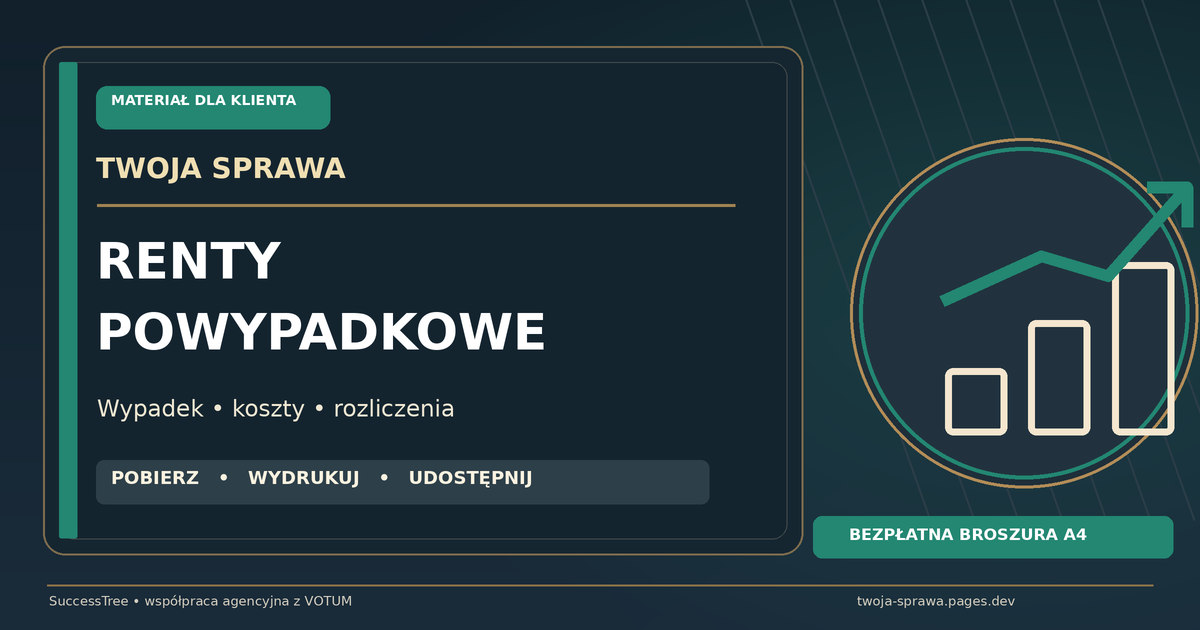 MATERIAŁ DLA KLIENTA
TWOJA SPRAWA
RENTY
POWYPADKOWE
Wypadek • koszty • rozliczenia
POBIERZ • WYDRUKUJ • UDOSTĘPNIJ
BEZPŁATNA BROSZURA A4
SuccessTree • współpraca agencyjna z VOTUM
twoja-sprawa.pages.dev